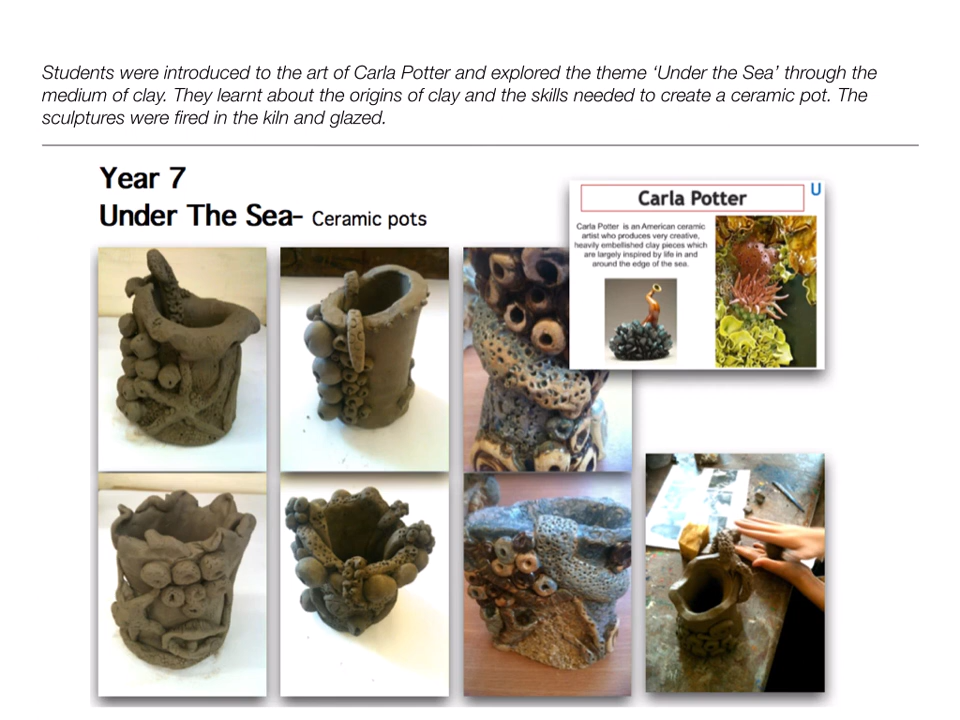 Students were introduced to the art of Carla Potter and explored the theme ‘Under the Sea’ through the
medium of clay. They learnt about the origins of clay and the skills needed to create a ceramic pot. The
sculptures were fired in the kiln and glazed.
Year 7
Under The Sea- Ceramic pots
U
Carla Potter
Carla Potter is an American ceramic
artist who produces very creative,
heavily embellished clay pieces which
are largely inspired by life in and
around the edge of the sea.